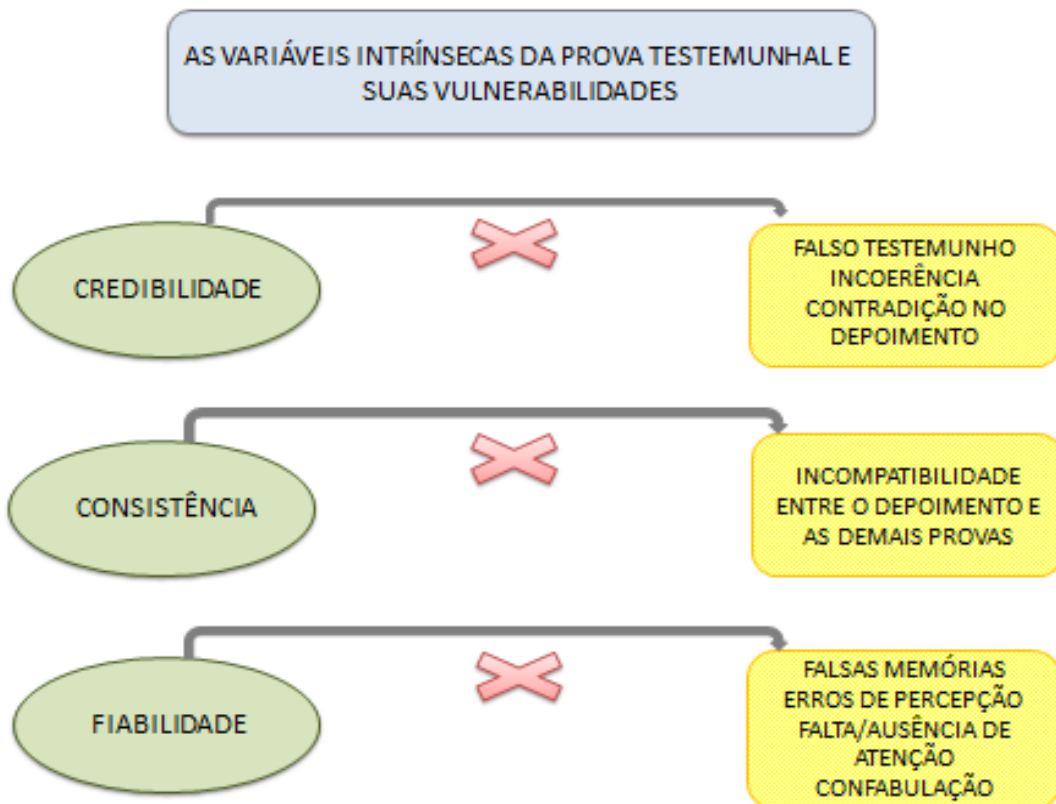 AS VARIÁVEIS INTRÍNSECAS DA PROVA TESTEMUNHAL E
SUAS VULNERABILIDADES
CREDIBILIDADE
FALSO TESTEMUNHO
INCOERÊNCIA
CONTRADIÇÃO NO
DEPOIMENTO
CONSISTÊNCIA
INCOMPATIBILIDADE
ENTRE O DEPOIMENTO E
AS DEMAIS PROVAS
FIABILIDADE
FALSAS MEMÓRIAS
ERROS DE PERCEPÇÃO
FALTA/AUSÊNCIA DE
ATENÇÃO
CONFABULAÇÃO